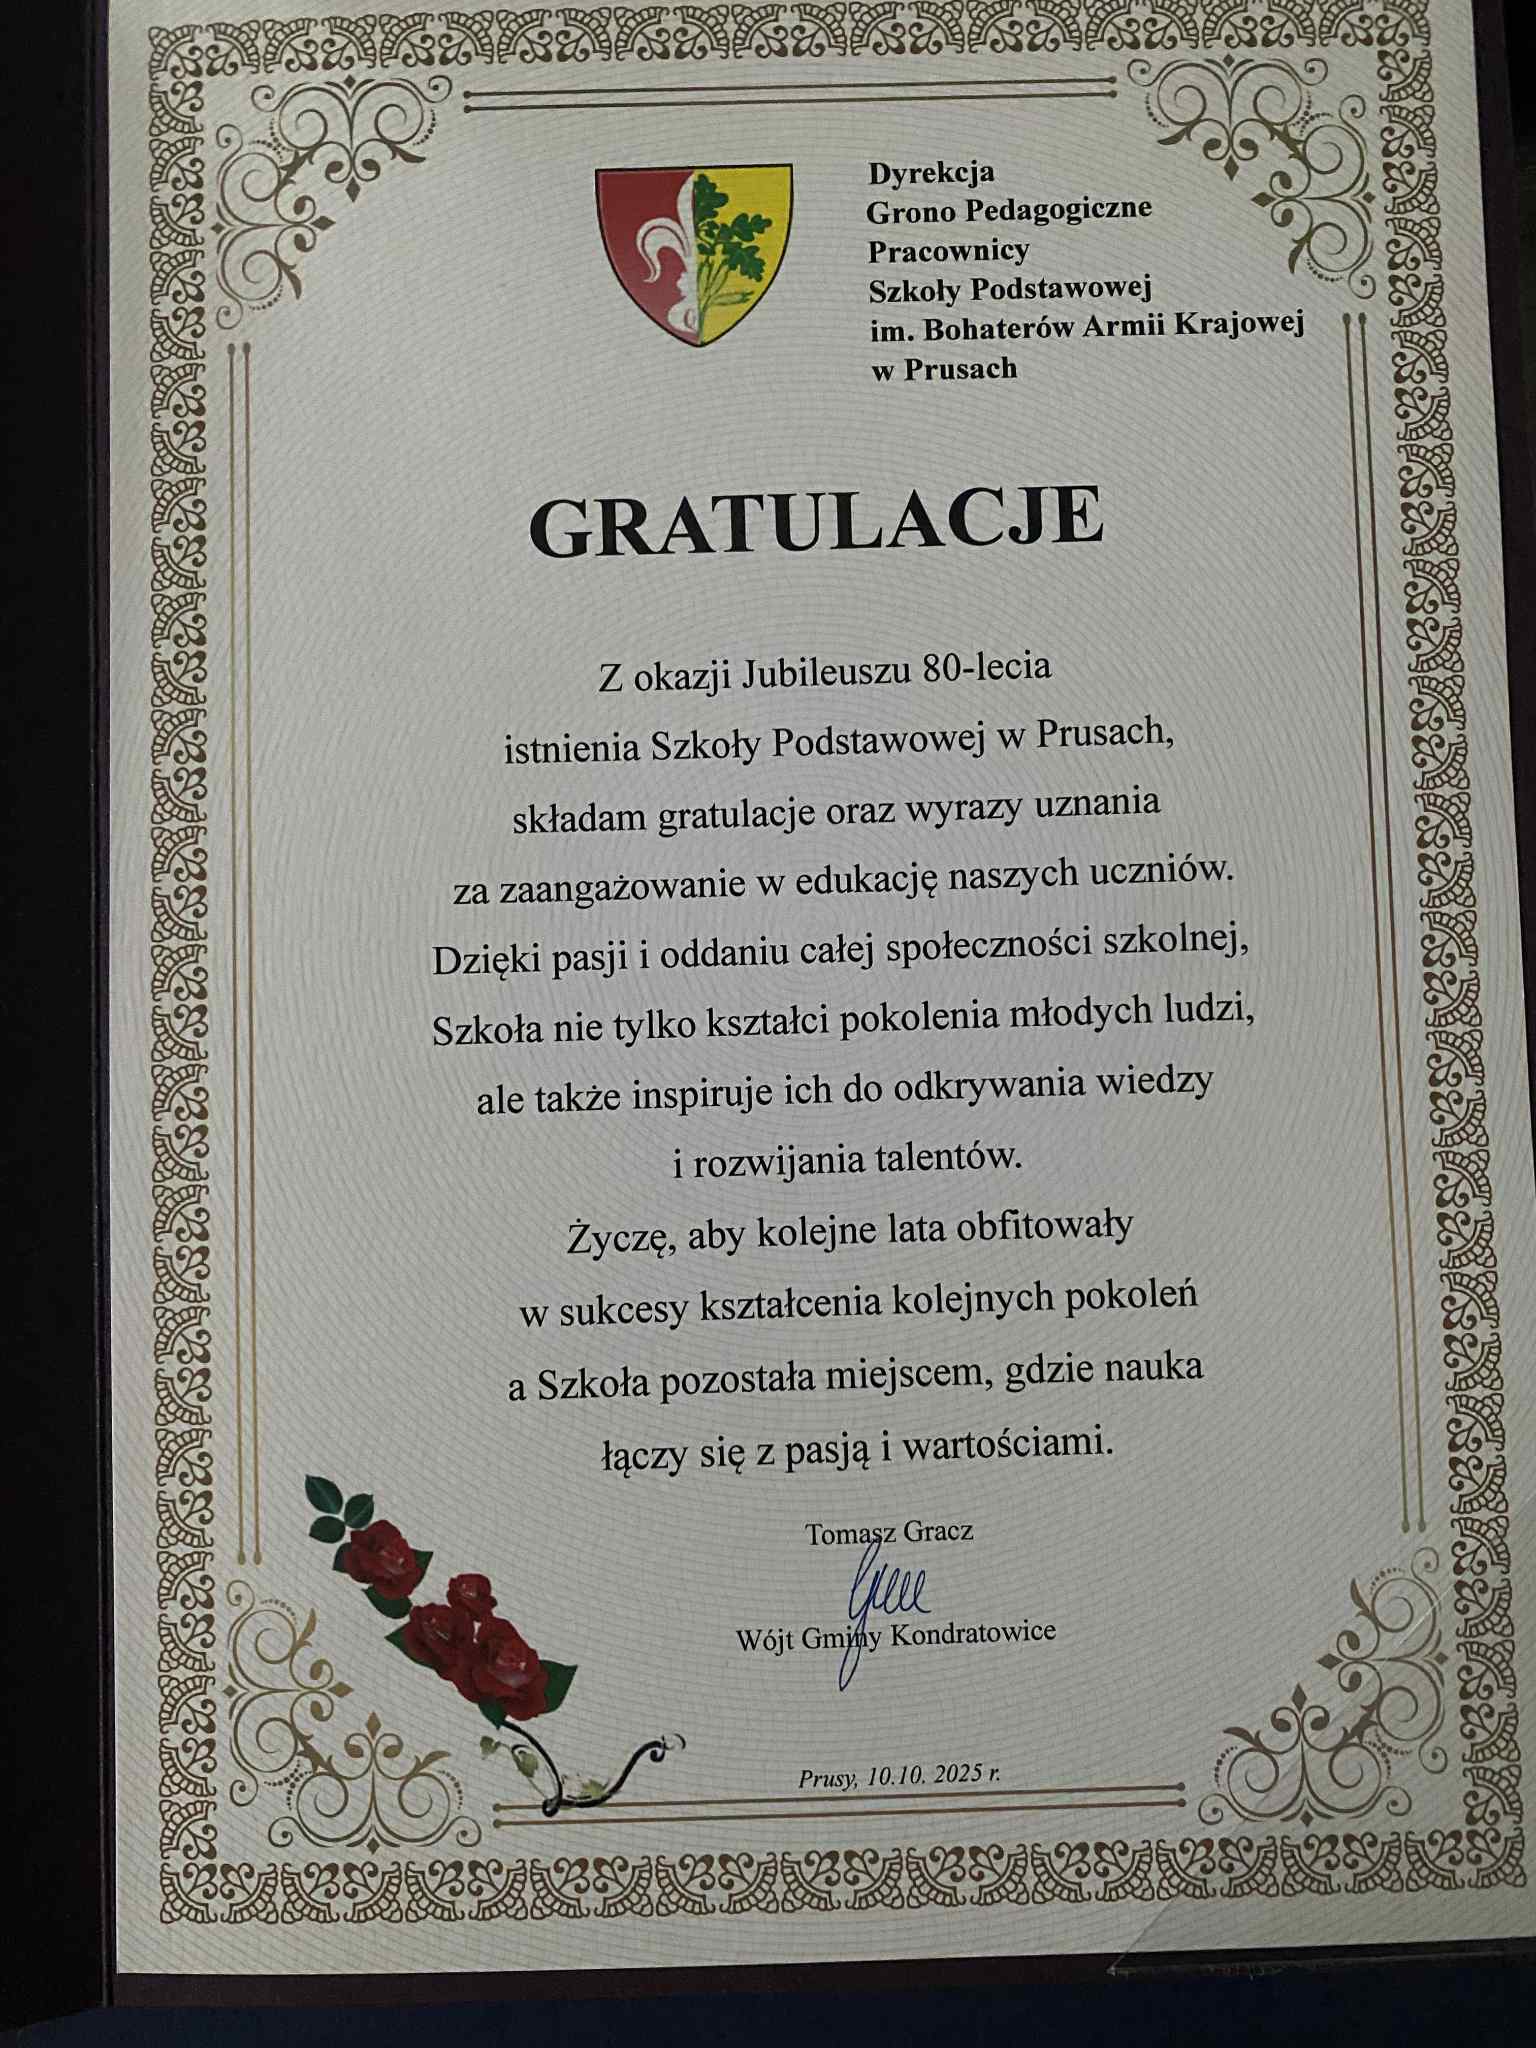 Dyrekcja
Grono Pedagogiczne
Pracownicy
Szkoły Podstawowej
im. Bohaterów Armii Krajowej
w Prusach
GRATULACJE
Z okazji Jubileuszu 80-lecia
istnienia Szkoły Podstawowej w Prusach,
składam gratulacje oraz wyrazy uznania
za zaangażowanie w edukację naszych uczniów.
Dzięki pasji i oddaniu całej społeczności szkolnej,
Szkoła nie tylko kształci pokolenia młodych ludzi,
ale także inspiruje ich do odkrywania wiedzy
i rozwijania talentów.
Życzę, aby kolejne lata obfitowały
w sukcesy kształcenia kolejnych pokoleń
a Szkoła pozostała miejscem, gdzie nauka
łączy się z pasją i wartościami.
Tomasz Gracz
Wójt Gminy Kondratowice
Prusy, 10.10. 2025 r.